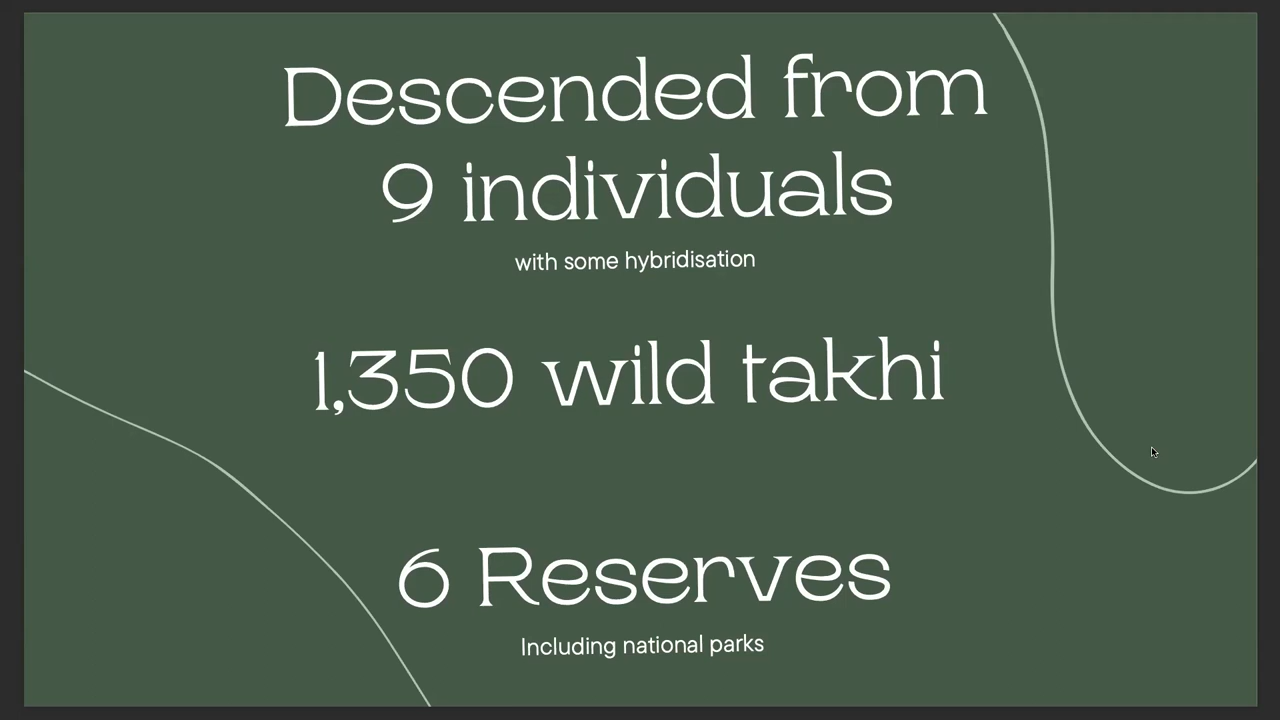 Descended from
9 individuals
with some hybridisation
1,350 wild takhi
6 Reserves
Including national parks